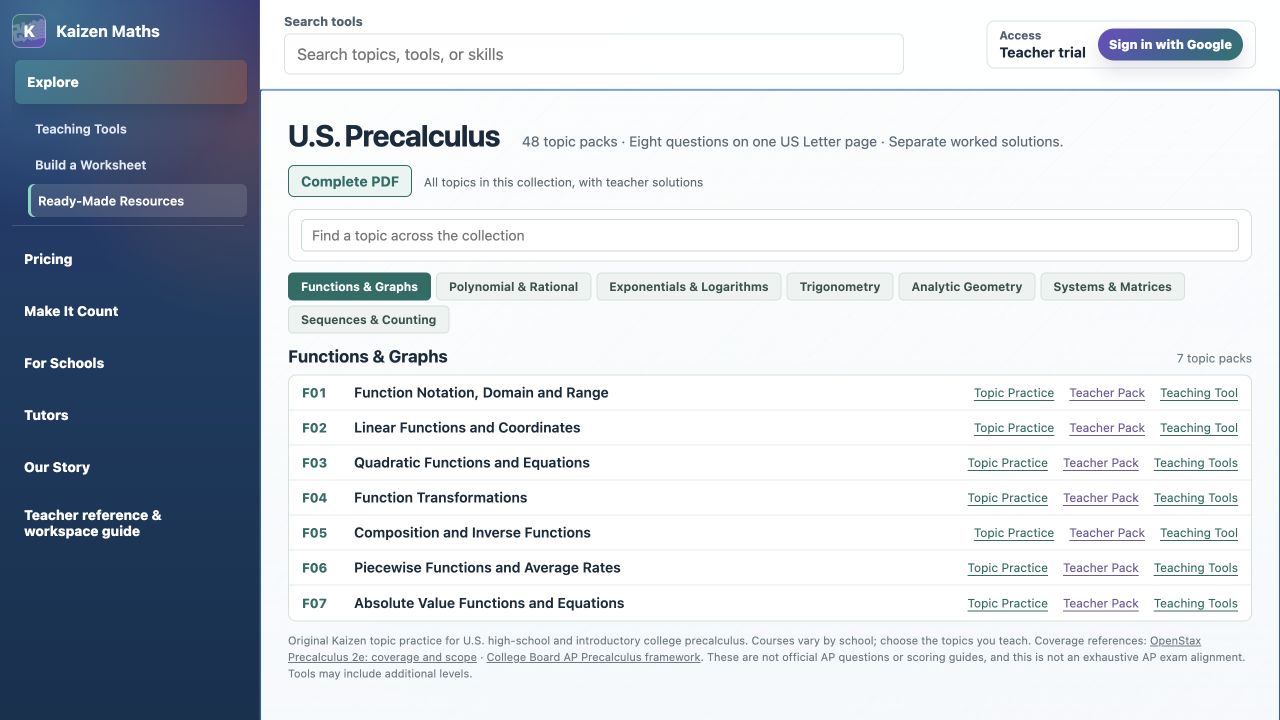 K Kaizen Maths
Explore
Teaching Tools
Build a Worksheet
Ready-Made Resources
Pricing
Make It Count
For Schools
Tutors
Our Story
Teacher reference &
workspace guide
Search tools
Search topics, tools, or skills
Access
Teacher trial
Sign in with Google
U.S. Precalculus 48 topic packs · Eight questions on one US Letter page · Separate worked solutions.
Complete PDF All topics in this collection, with teacher solutions
Find a topic across the collection
Functions & Graphs Polynomial & Rational Exponentials & Logarithms Trigonometry Analytic Geometry Systems & Matrices
Sequences & Counting
Functions & Graphs 7 topic packs
F01 Function Notation, Domain and Range Topic Practice Teacher Pack Teaching Tool
F02 Linear Functions and Coordinates Topic Practice Teacher Pack Teaching Tool
F03 Quadratic Functions and Equations Topic Practice Teacher Pack Teaching Tools
F04 Function Transformations Topic Practice Teacher Pack Teaching Tools
F05 Composition and Inverse Functions Topic Practice Teacher Pack Teaching Tool
F06 Piecewise Functions and Average Rates Topic Practice Teacher Pack Teaching Tools
F07 Absolute Value Functions and Equations Topic Practice Teacher Pack Teaching Tools
Original Kaizen topic practice for U.S. high-school and introductory college precalculus. Courses vary by school; choose the topics you teach. Coverage references: OpenStax
Precalculus 2e: coverage and scope · College Board AP Precalculus framework. These are not official AP questions or scoring guides, and this is not an exhaustive AP exam alignment.
Tools may include additional levels.